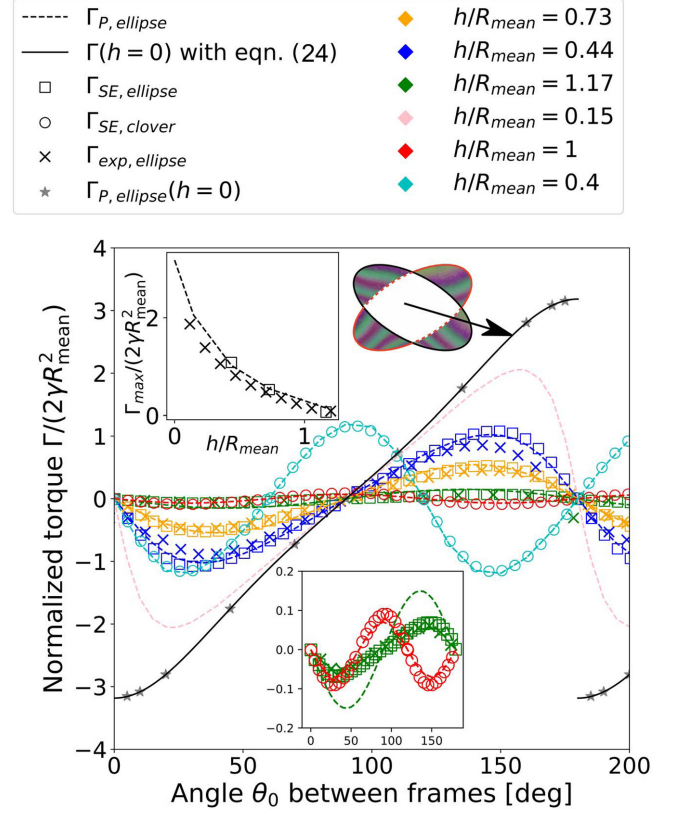 Γ_{P, ellipse}
Γ(h = 0) with eqn. (24)
Γ_{SE, ellipse}
Γ_{SE, clover}
Γ_{exp, ellipse}
Γ_{P, ellipse}(h = 0)
h/R_{mean} = 0.73
h/R_{mean} = 0.44
h/R_{mean} = 1.17
h/R_{mean} = 0.15
h/R_{mean} = 1
h/R_{mean} = 0.4
Normalized torque Γ/(2γR²_{mean})
4
3
2
1
0
−1
−2
−3
−4
Γ_{max}/(2γR²_{mean})
2
0
0
1
h/R_{mean}
0.2
0.1
0.0
−0.1
−0.2
0
50
100
150
0
50
100
150
200
Angle θ₀ between frames [deg]